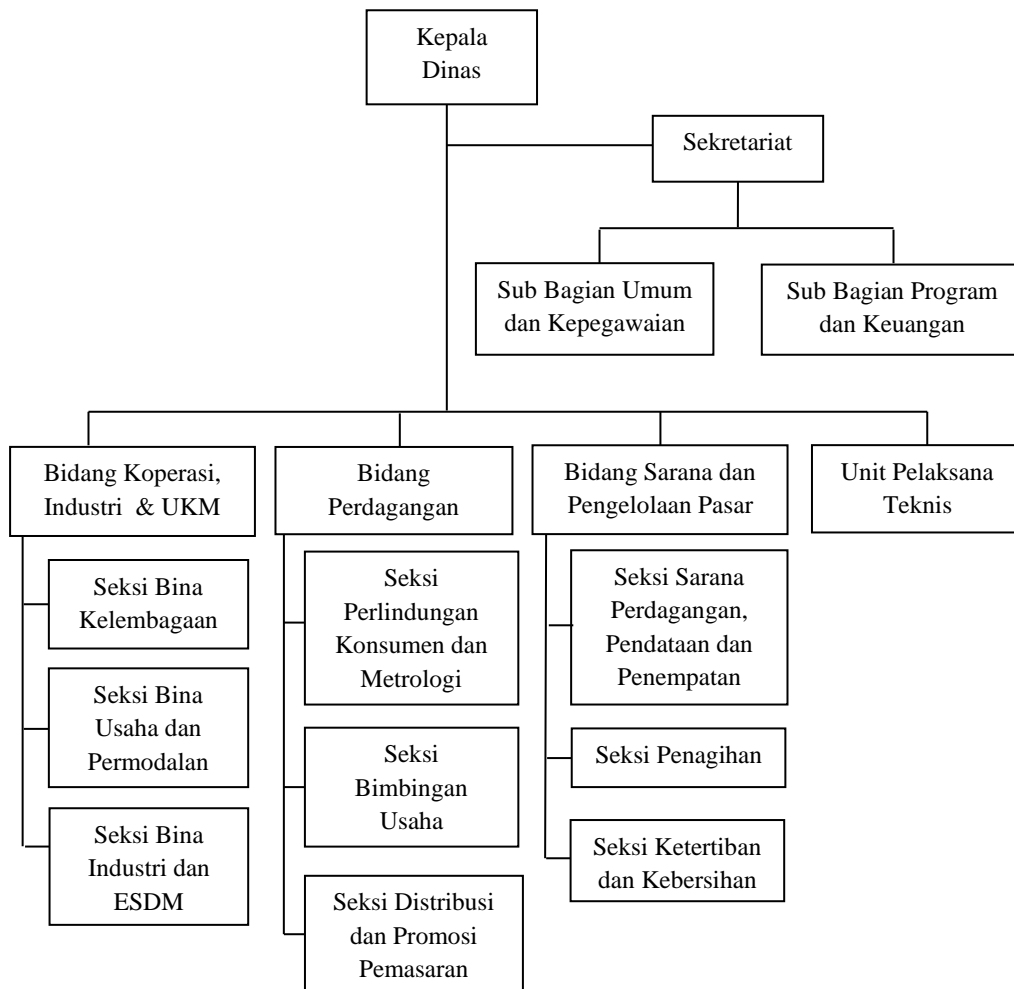 Kepala
Dinas
Sekretariat
Sub Bagian Umum
dan Kepegawaian
Sub Bagian Program
dan Keuangan
Bidang Koperasi,
Industri & UKM
Bidang
Perdagangan
Bidang Sarana dan
Pengelolaan Pasar
Unit Pelaksana
Teknis
Seksi Bina
Kelembagaan
Seksi Bina
Usaha dan
Permodalan
Seksi Bina
Industri dan
ESDM
Seksi
Perlindungan
Konsumen dan
Metrologi
Seksi
Bimbingan
Usaha
Seksi Distribusi
dan Promosi
Pemasaran
Seksi Sarana
Perdagangan,
Pendataan dan
Penempatan
Seksi Penagihan
Seksi Ketertiban
dan Kebersihan